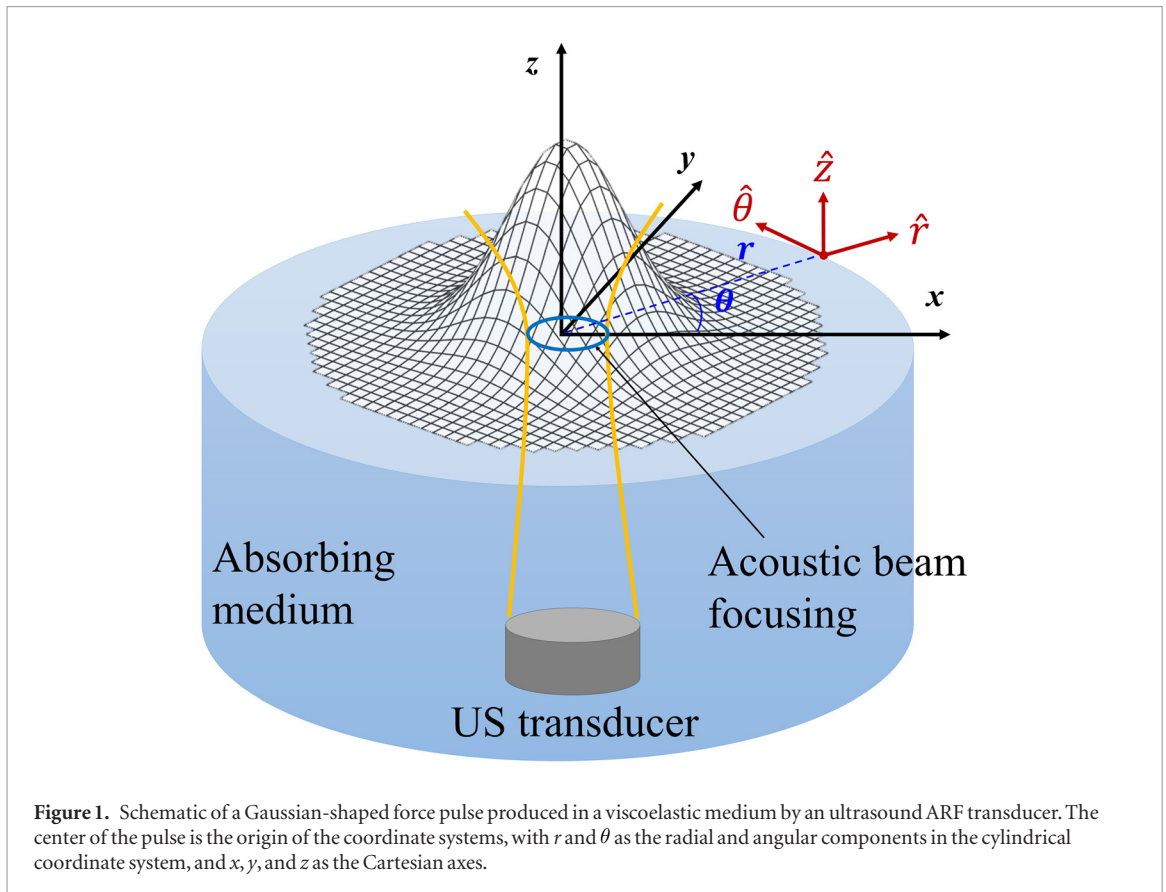 z
y
ẑ
θ̂
r̂
r
θ
x
Absorbing
medium
Acoustic beam
focusing
US transducer
Figure 1. Schematic of a Gaussian-shaped force pulse produced in a viscoelastic medium by an ultrasound ARF transducer. The
center of the pulse is the origin of the coordinate systems, with r and θ as the radial and angular components in the cylindrical
coordinate system, and x, y, and z as the Cartesian axes.